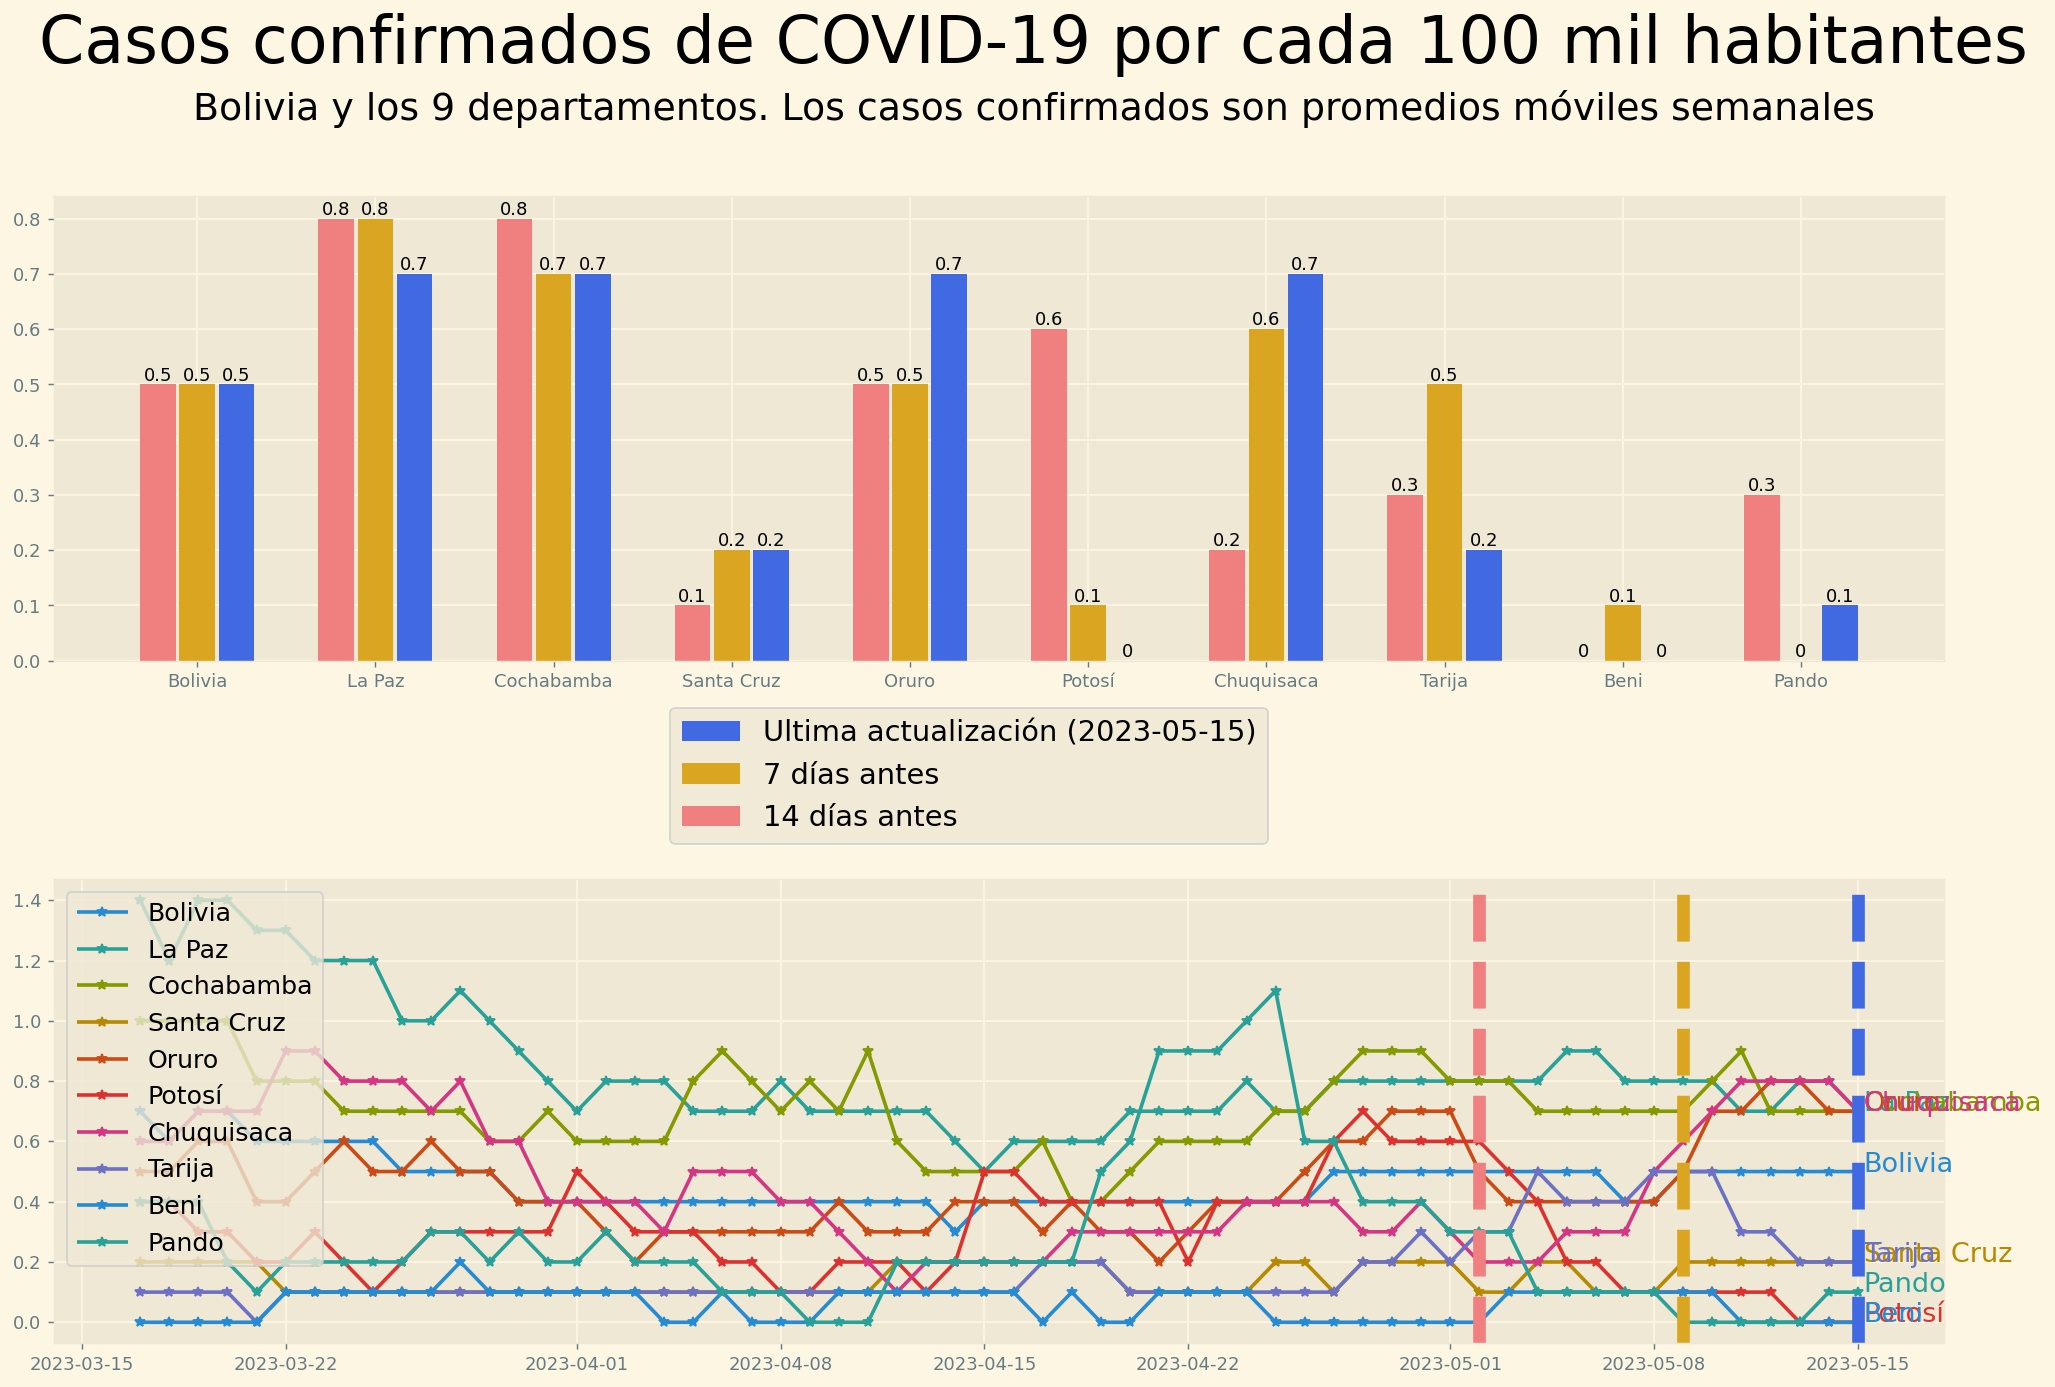 Casos confirmados de COVID-19 por cada 100 mil habitantes
Bolivia y los 9 departamentos. Los casos confirmados son promedios móviles semanales
0.8
0.7
0.6
0.5
0.4
0.3
0.2
0.1
0.0
0.5 0.5 0.5
0.8 0.8 0.7
0.8 0.7 0.7
0.1 0.2 0.2
0.5 0.5 0.7
0.6 0.1 0
0.2 0.6 0.7
0.3 0.5 0.2
0 0.1 0
0.3 0 0.1
Bolivia La Paz Cochabamba Santa Cruz Oruro Potosí Chuquisaca Tarija Beni Pando
Ultima actualización (2023-05-15)
7 días antes
14 días antes
1.4
1.2
1.0
0.8
0.6
0.4
0.2
0.0
Bolivia
La Paz
Cochabamba
Santa Cruz
Oruro
Potosí
Chuquisaca
Tarija
Beni
Pando
Chuquisaca
Bolivia
Tarija
Santa Cruz
Pando
Beni
Potosí
2023-03-15 2023-03-22 2023-04-01 2023-04-08 2023-04-15 2023-04-22 2023-05-01 2023-05-08 2023-05-15